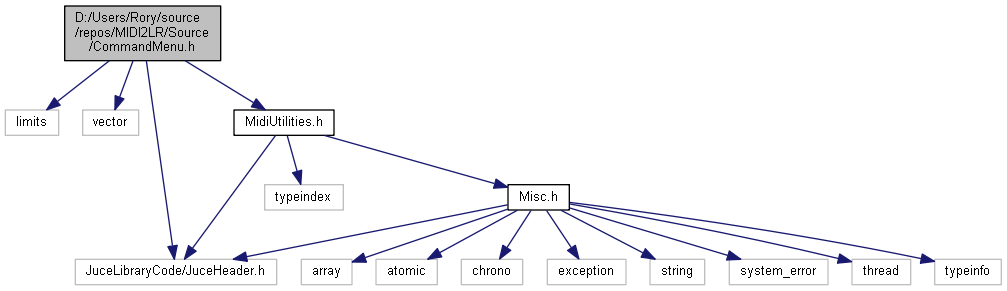 D:/Users/Rory/source
/repos/MIDI2LR/Source
/CommandMenu.h
limits
vector
MidiUtilities.h
typeindex
Misc.h
JuceLibraryCode/JuceHeader.h
array
atomic
chrono
exception
string
system_error
thread
typeinfo